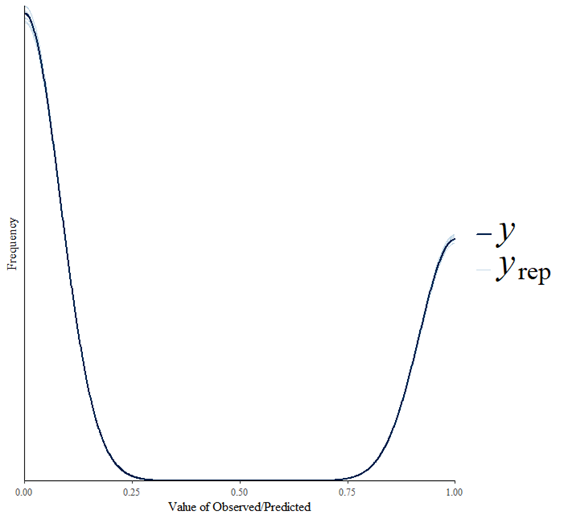 Frequency
y
y rep
0.00 0.25 0.50 0.75 1.00
Value of Observed/Predicted